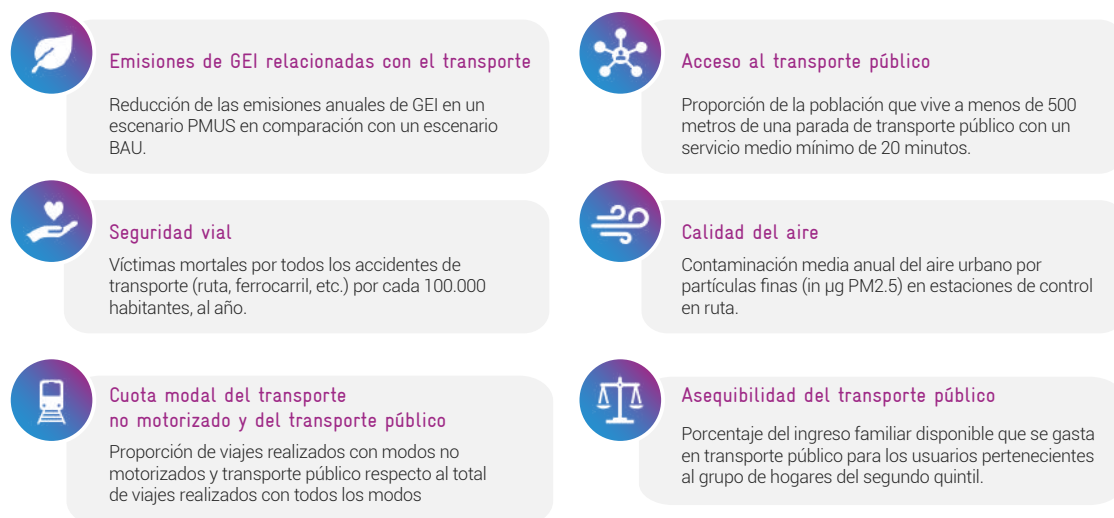 Emisiones de GEI relacionadas con el transporte
Reducción de las emisiones anuales de GEI en un
escenario PMUS en comparación con un escenario
BAU.
Acceso al transporte público
Proporción de la población que vive a menos de 500
metros de una parada de transporte público con un
servicio medio mínimo de 20 minutos.
Seguridad vial
Víctimas mortales por todos los accidentes de
transporte (ruta, ferrocarril, etc.) por cada 100.000
habitantes, al año.
Calidad del aire
Contaminación media anual del aire urbano por
partículas finas (in µg PM2.5) en estaciones de control
en ruta.
Cuota modal del transporte
no motorizado y del transporte público
Proporción de viajes realizados con modos no
motorizados y transporte público respecto al total
de viajes realizados con todos los modos
Asequibilidad del transporte público
Porcentaje del ingreso familiar disponible que se gasta
en transporte público para los usuarios pertenecientes
al grupo de hogares del segundo quintil.